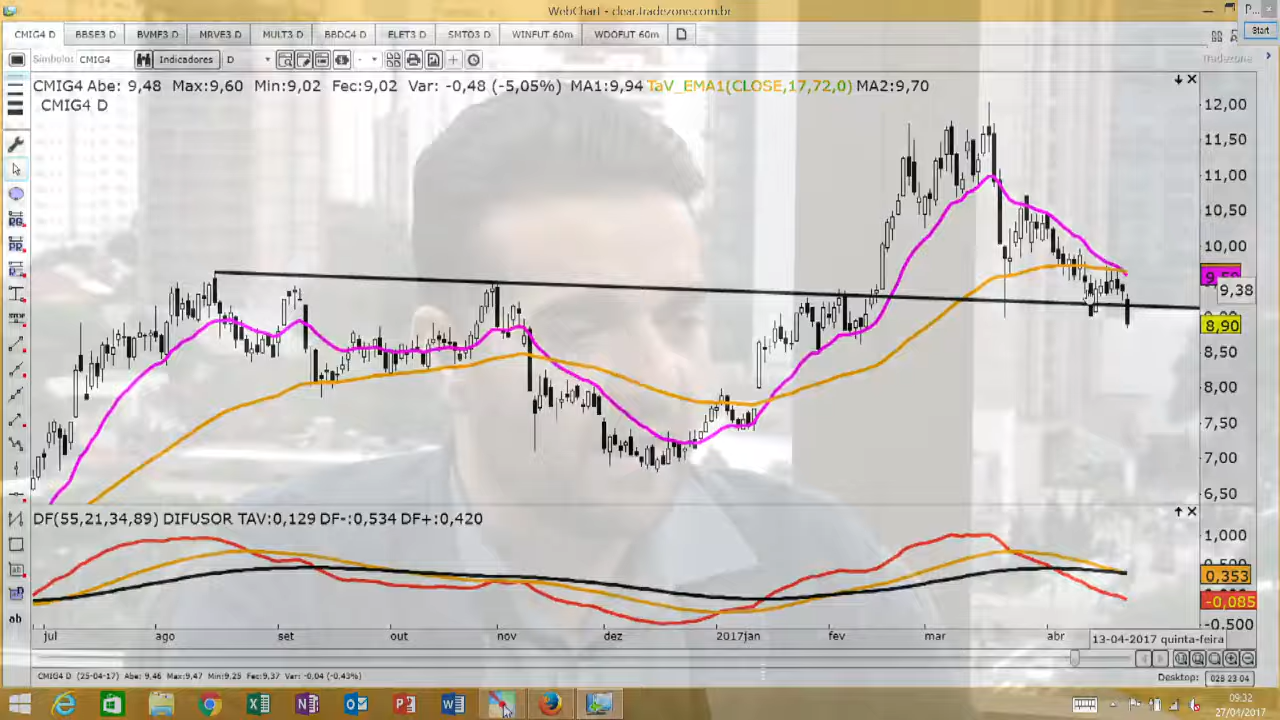 WebChart - clear.tradezone.com.br
P...
Start
CMIG4 D BBSE3 D BVMF3 D MRVE3 D MULT3 D BBDC4 D ELET3 D SMTO3 D WINFUT 60m WDOFUT 60m
Símbolo: CMIG4 Indicadores D
Tradezone
CMIG4 Abe: 9,48 Max:9,60 Min:9,02 Fec:9,02 Var: -0,48 (-5,05%) MA1:9,94 TaV_EMA1(CLOSE,17,72,0) MA2:9,70
CMIG4 D
12,00
11,50
11,00
10,50
10,00
9,38
8,90
8,50
8,00
7,50
7,00
6,50
DF(55,21,34,89) DIFUSOR TAV:0,129 DF-:0,534 DF+:0,420
1,000
0,353
-0,085
-0.500
jul ago set out nov dez 2017jan fev mar abr 13-04-2017 quinta-feira
CMIG4 D (25-04-17) Abe: 9,46 Max:9,47 Min:9,25 Fec:9,37 Var: -0,04 (-0,43%)
Desktop: 028 23 04
09:32
27/04/2017